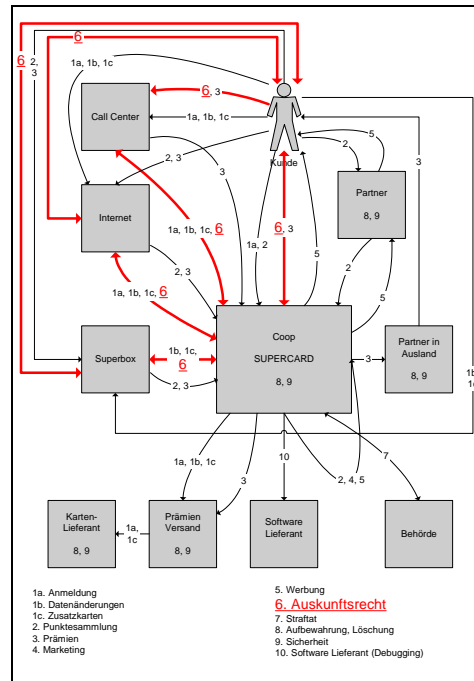 6
2,
3
1a, 1b, 1c
6, 3
Call Center
1a, 1b, 1c
3
Kunde
5
2
3
2, 3
Partner
8, 9
Internet
1a, 1b, 1c, 6
1a, 2
6, 3
5
2
5
2, 3
1a, 1b, 1c, 6
Coop
SUPERCARD
8, 9
Superbox
1b, 1c,
6
2, 3
3
Partner in
Ausland
8, 9
1b
1c
1a, 1b, 1c
3
10
2, 4, 5
7
Karten-
Lieferant
8, 9
1a,
1c
Prämien
Versand
8, 9
Software
Lieferant
Behörde
1a. Anmeldung
1b. Datenänderungen
1c. Zusatzkarten
2. Punktesammlung
3. Prämien
4. Marketing
5. Werbung
6. Auskunftsrecht
7. Straftat
8. Aufbewahrung, Löschung
9. Sicherheit
10. Software Lieferant (Debugging)